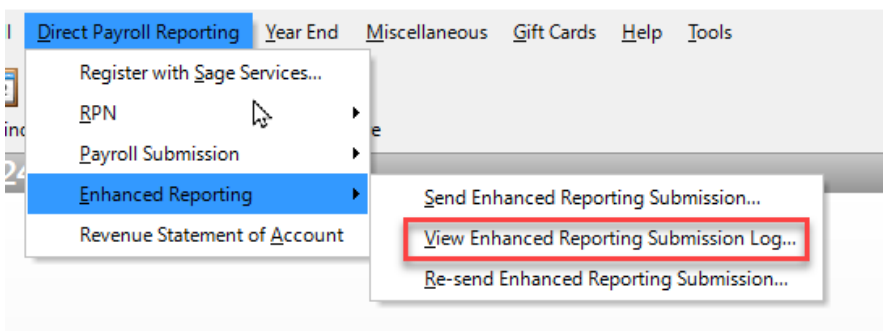 Direct Payroll Reporting Year End Miscellaneous Gift Cards Help Tools
Register with Sage Services...
RPN
Payroll Submission
Enhanced Reporting
Revenue Statement of Account
Send Enhanced Reporting Submission...
View Enhanced Reporting Submission Log...
Re-send Enhanced Reporting Submission...